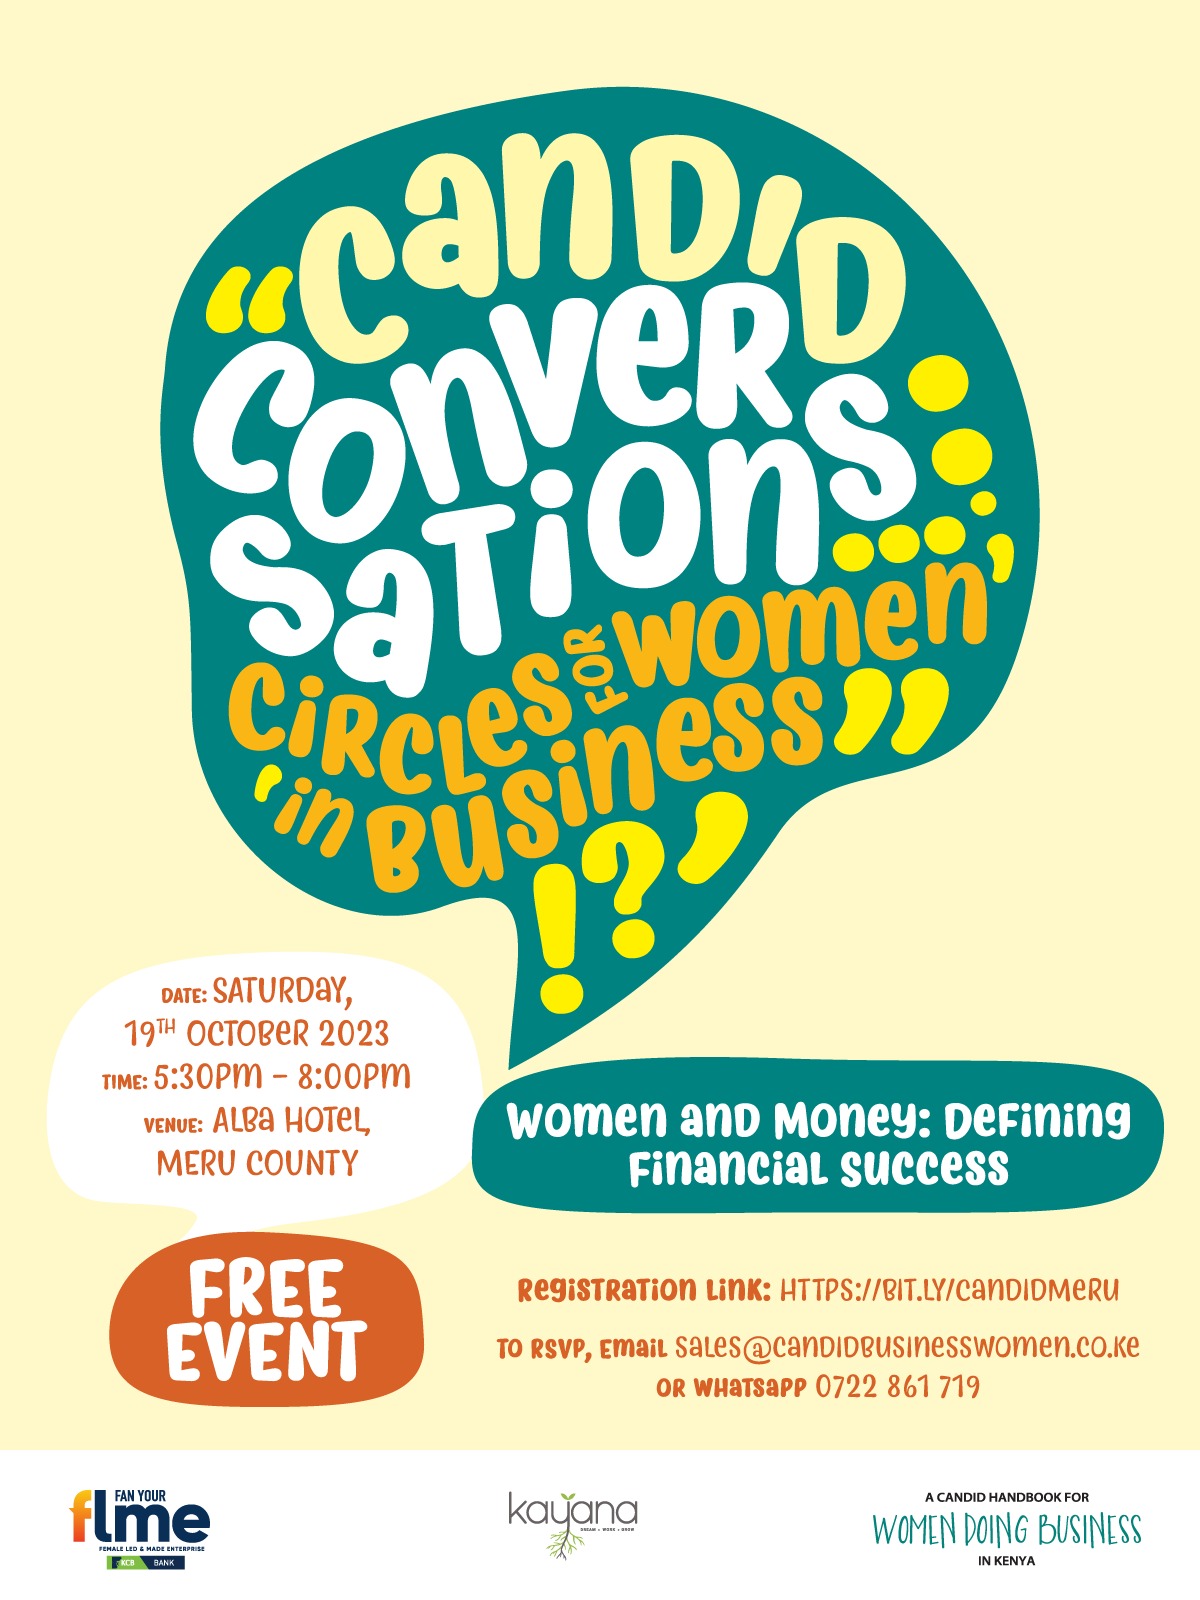 “CanDiD
ConveR
SaTiOnS
CiRCLeS FOR Women’
‘in BUSiness”
!?’
DATE: SATURDAY,
19TH OCTOBER 2023
TIME: 5:30PM – 8:00PM
VENUE: ALBA HOTEL,
MERU COUNTY
Women and Money: Defining
Financial Success
FREE
EVENT
Registration Link: HTTPS://BIT.LY/CANDIDMERU
TO RSVP, Email sales@candidbusinesswomen.co.ke
OR WHATSAPP 0722 861 719
FAN YOUR
flme
FEMALE LED & MADE ENTERPRISE
KCB BANK
kayana
DREAM • WORK • GROW
A CANDID HANDBOOK FOR
WOMEN DOING BUSINESS
IN KENYA